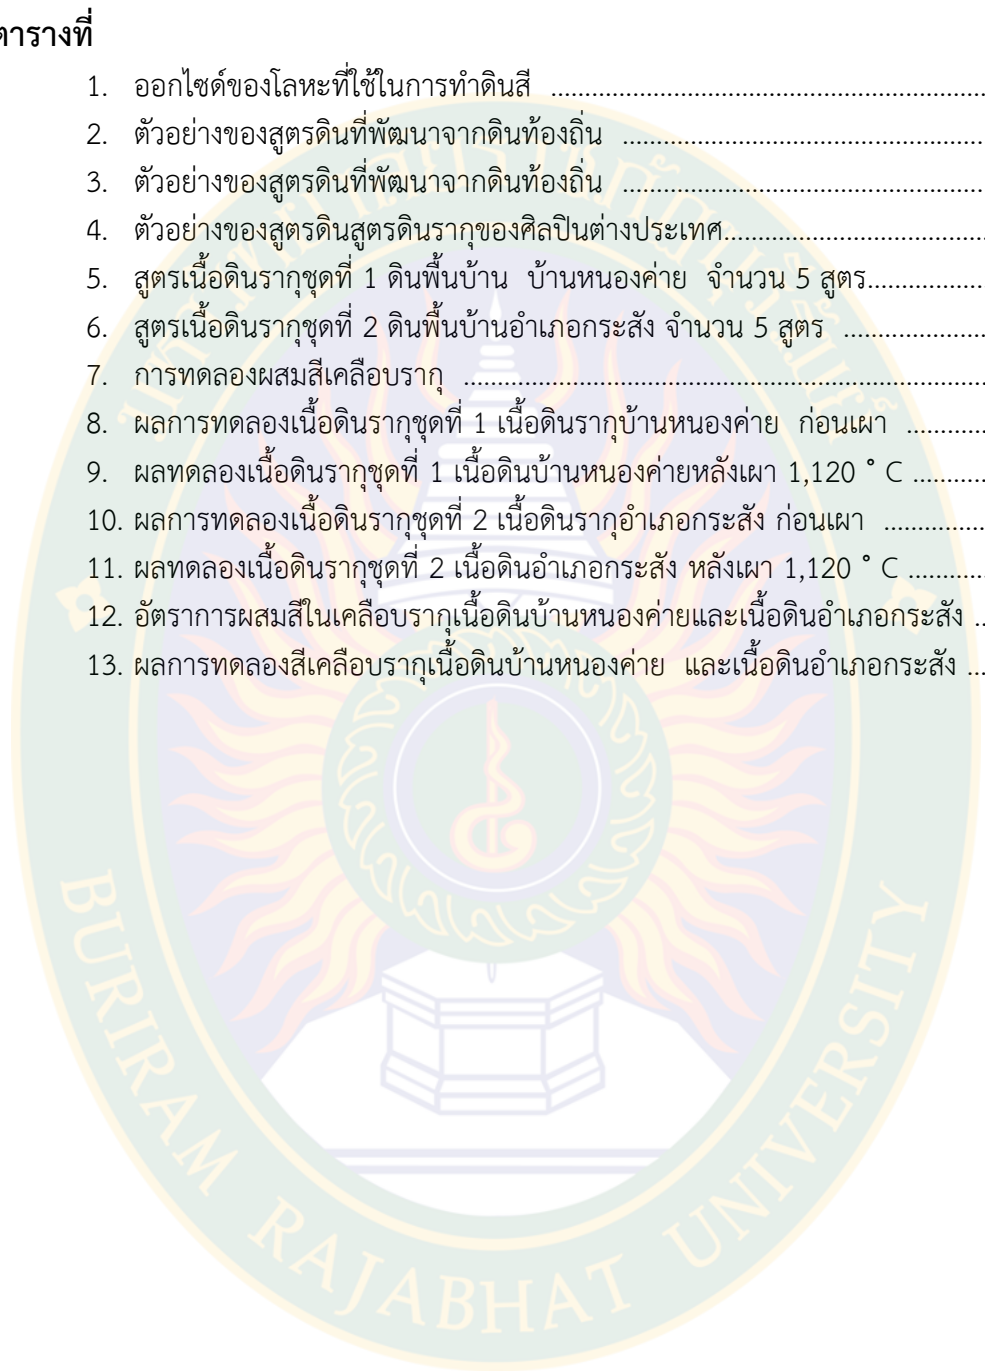 ตารางที่
1. ออกไซด์ของโลหะที่ใช้ในการทำดินสี ......................................................................
2. ตัวอย่างของสูตรดินที่พัฒนาจากดินท้องถิ่น ..........................................................
3. ตัวอย่างของสูตรดินที่พัฒนาจากดินท้องถิ่น ..........................................................
4. ตัวอย่างของสูตรดินสูตรดินรากุของศิลปินต่างประเทศ..........................................
5. สูตรเนื้อดินรากุชุดที่ 1 ดินพื้นบ้าน บ้านหนองค่าย จำนวน 5 สูตร...................
6. สูตรเนื้อดินรากุชุดที่ 2 ดินพื้นบ้านอำเภอกระสัง จำนวน 5 สูตร ......................
7. การทดลองผสมสีเคลือบรากุ ..................................................................................
8. ผลการทดลองเนื้อดินรากุชุดที่ 1 เนื้อดินรากุบ้านหนองค่าย ก่อนเผา ............
9. ผลทดลองเนื้อดินรากุชุดที่ 1 เนื้อดินบ้านหนองค่ายหลังเผา 1,120 ° C ...........
10. ผลการทดลองเนื้อดินรากุชุดที่ 2 เนื้อดินรากุอำเภอกระสัง ก่อนเผา ................
11. ผลทดลองเนื้อดินรากุชุดที่ 2 เนื้อดินอำเภอกระสัง หลังเผา 1,120 ° C ............
12. อัตราการผสมสีในเคลือบรากุเนื้อดินบ้านหนองค่ายและเนื้อดินอำเภอกระสัง ..
13. ผลการทดลองสีเคลือบรากุเนื้อดินบ้านหนองค่าย และเนื้อดินอำเภอกระสัง ...
มหาวิทยาลัยราชภัฏบุรีรัมย์
BURIRAM RAJABHAT UNIVERSITY